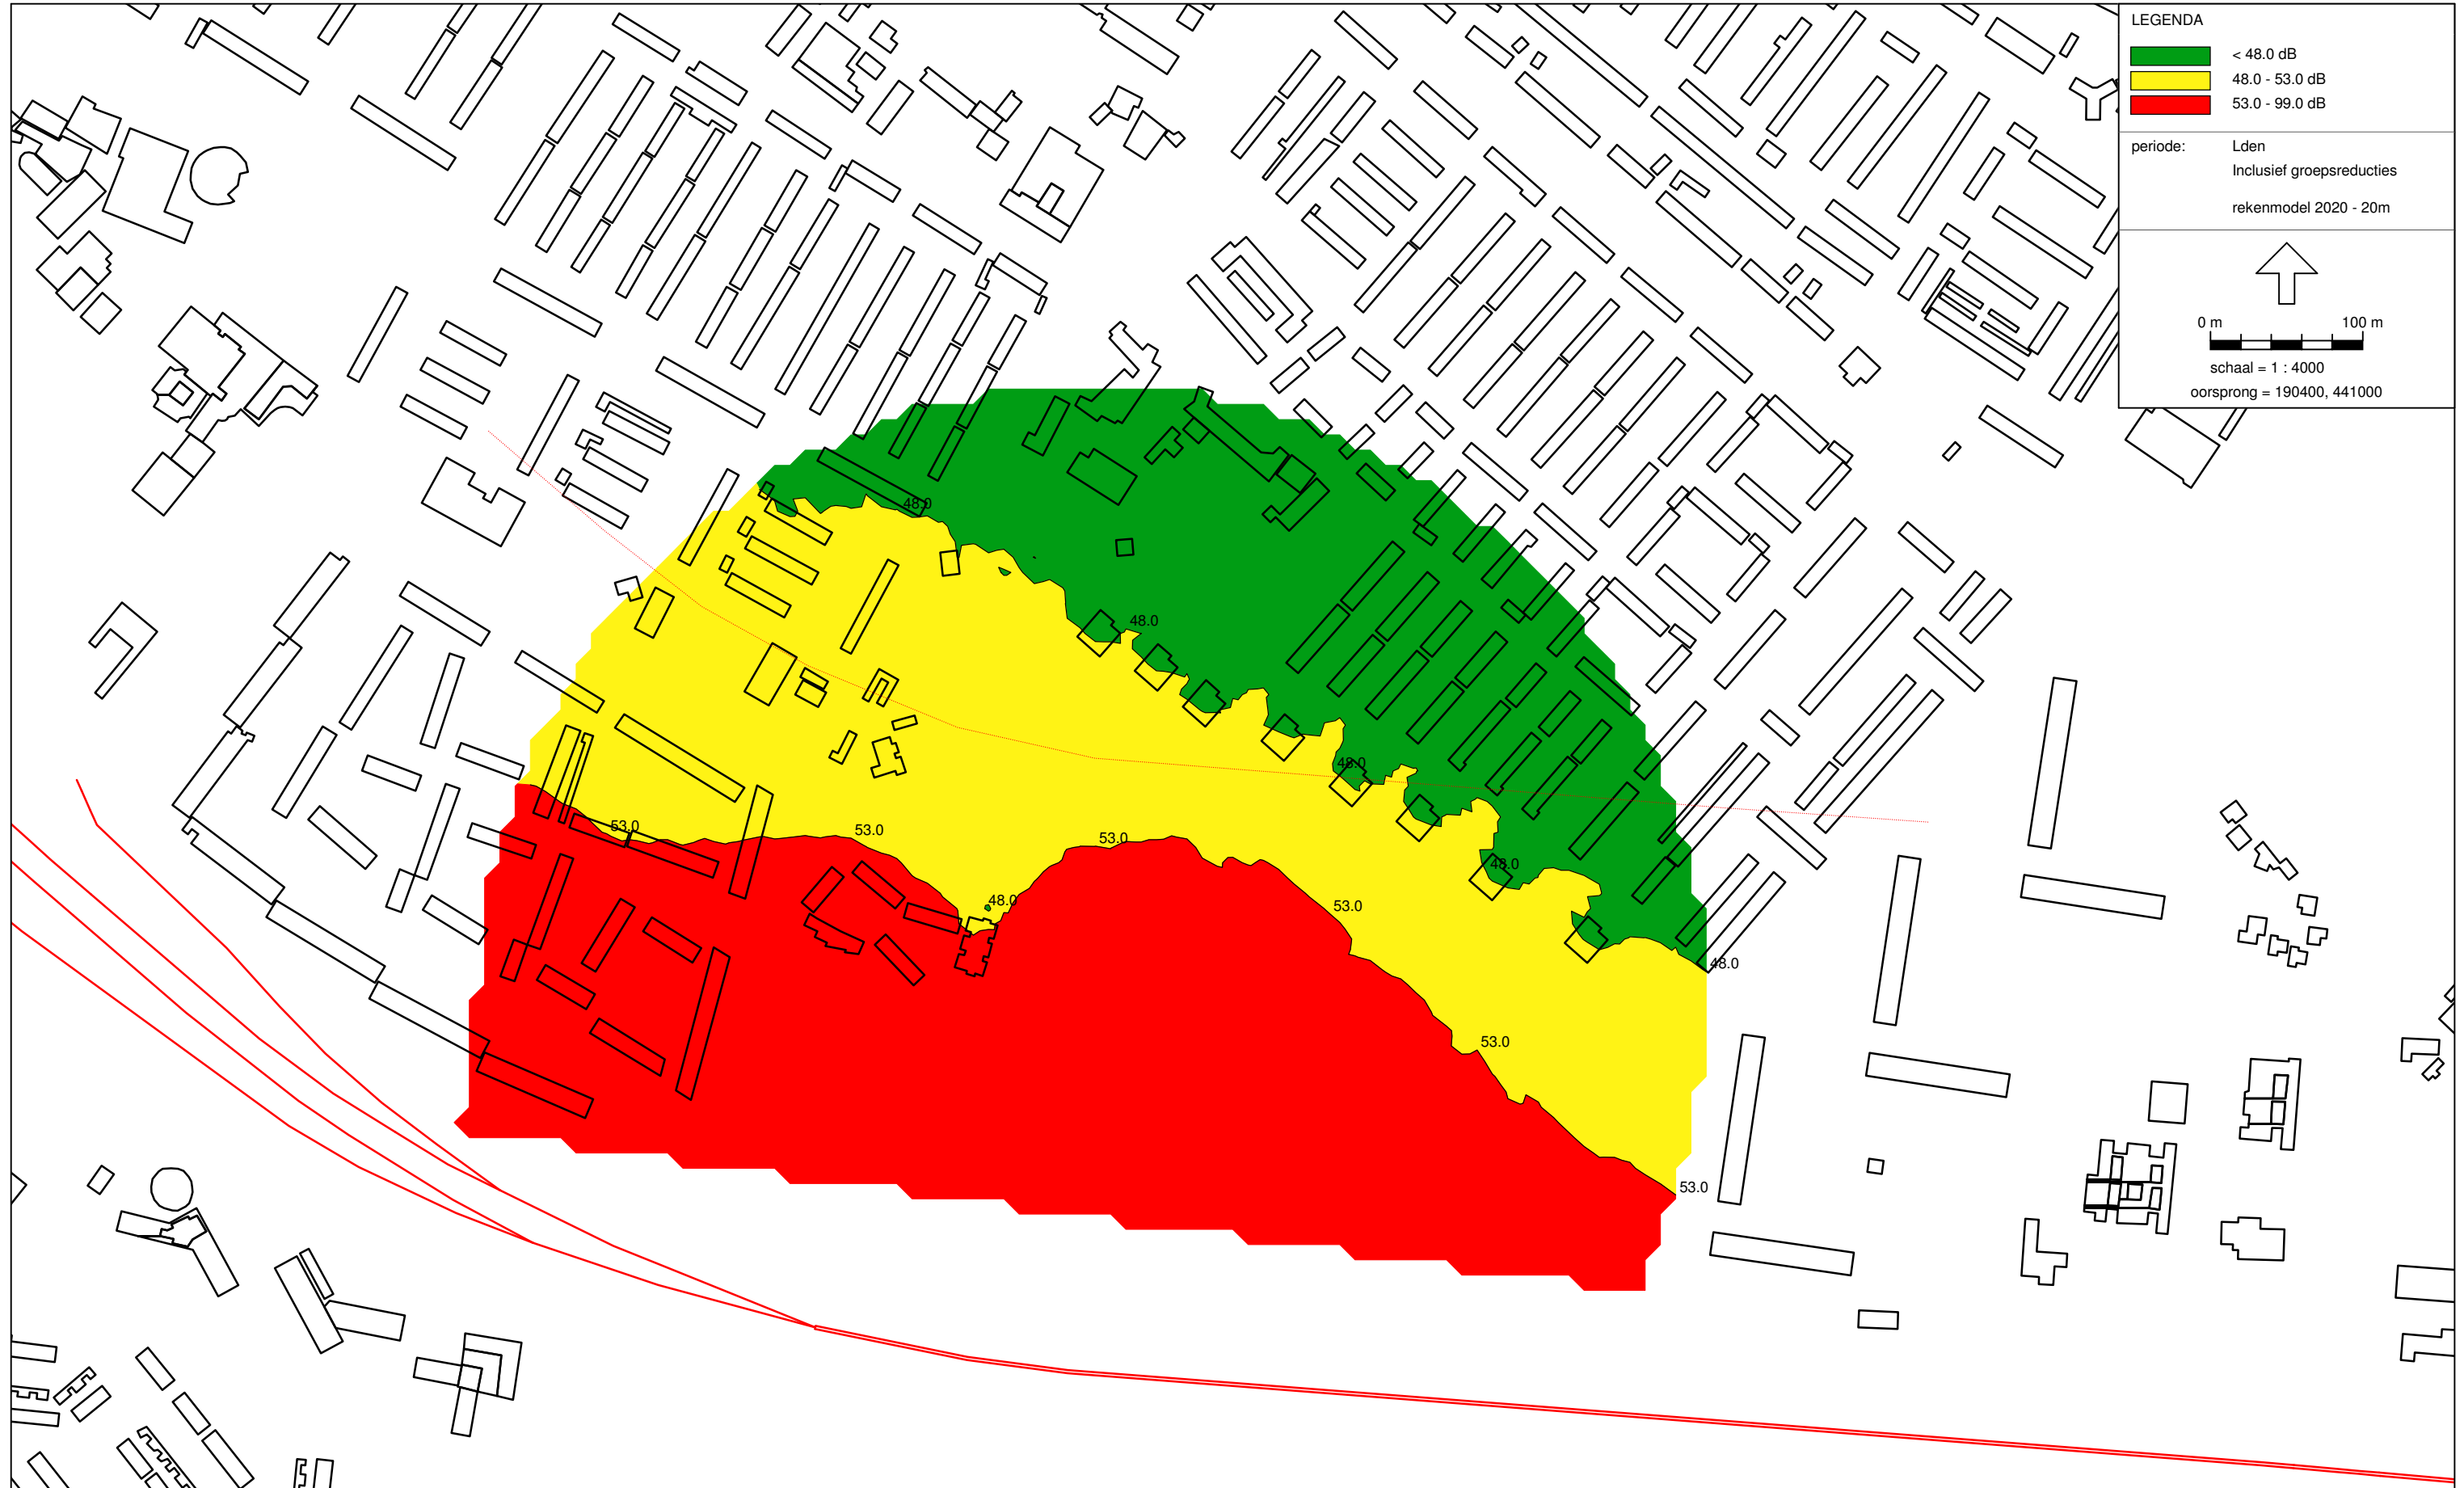 LEGENDA
< 48.0 dB
48.0 - 53.0 dB
53.0 - 99.0 dB
periode: Lden
Inclusief groepsreducties
rekenmodel 2020 - 20m
0 m 100 m
schaal = 1 : 4000
oorsprong = 190400, 441000
48.0
48.0
48.0
53.0
53.0
53.0
48.0
48.0
53.0
48.0
53.0
53.0